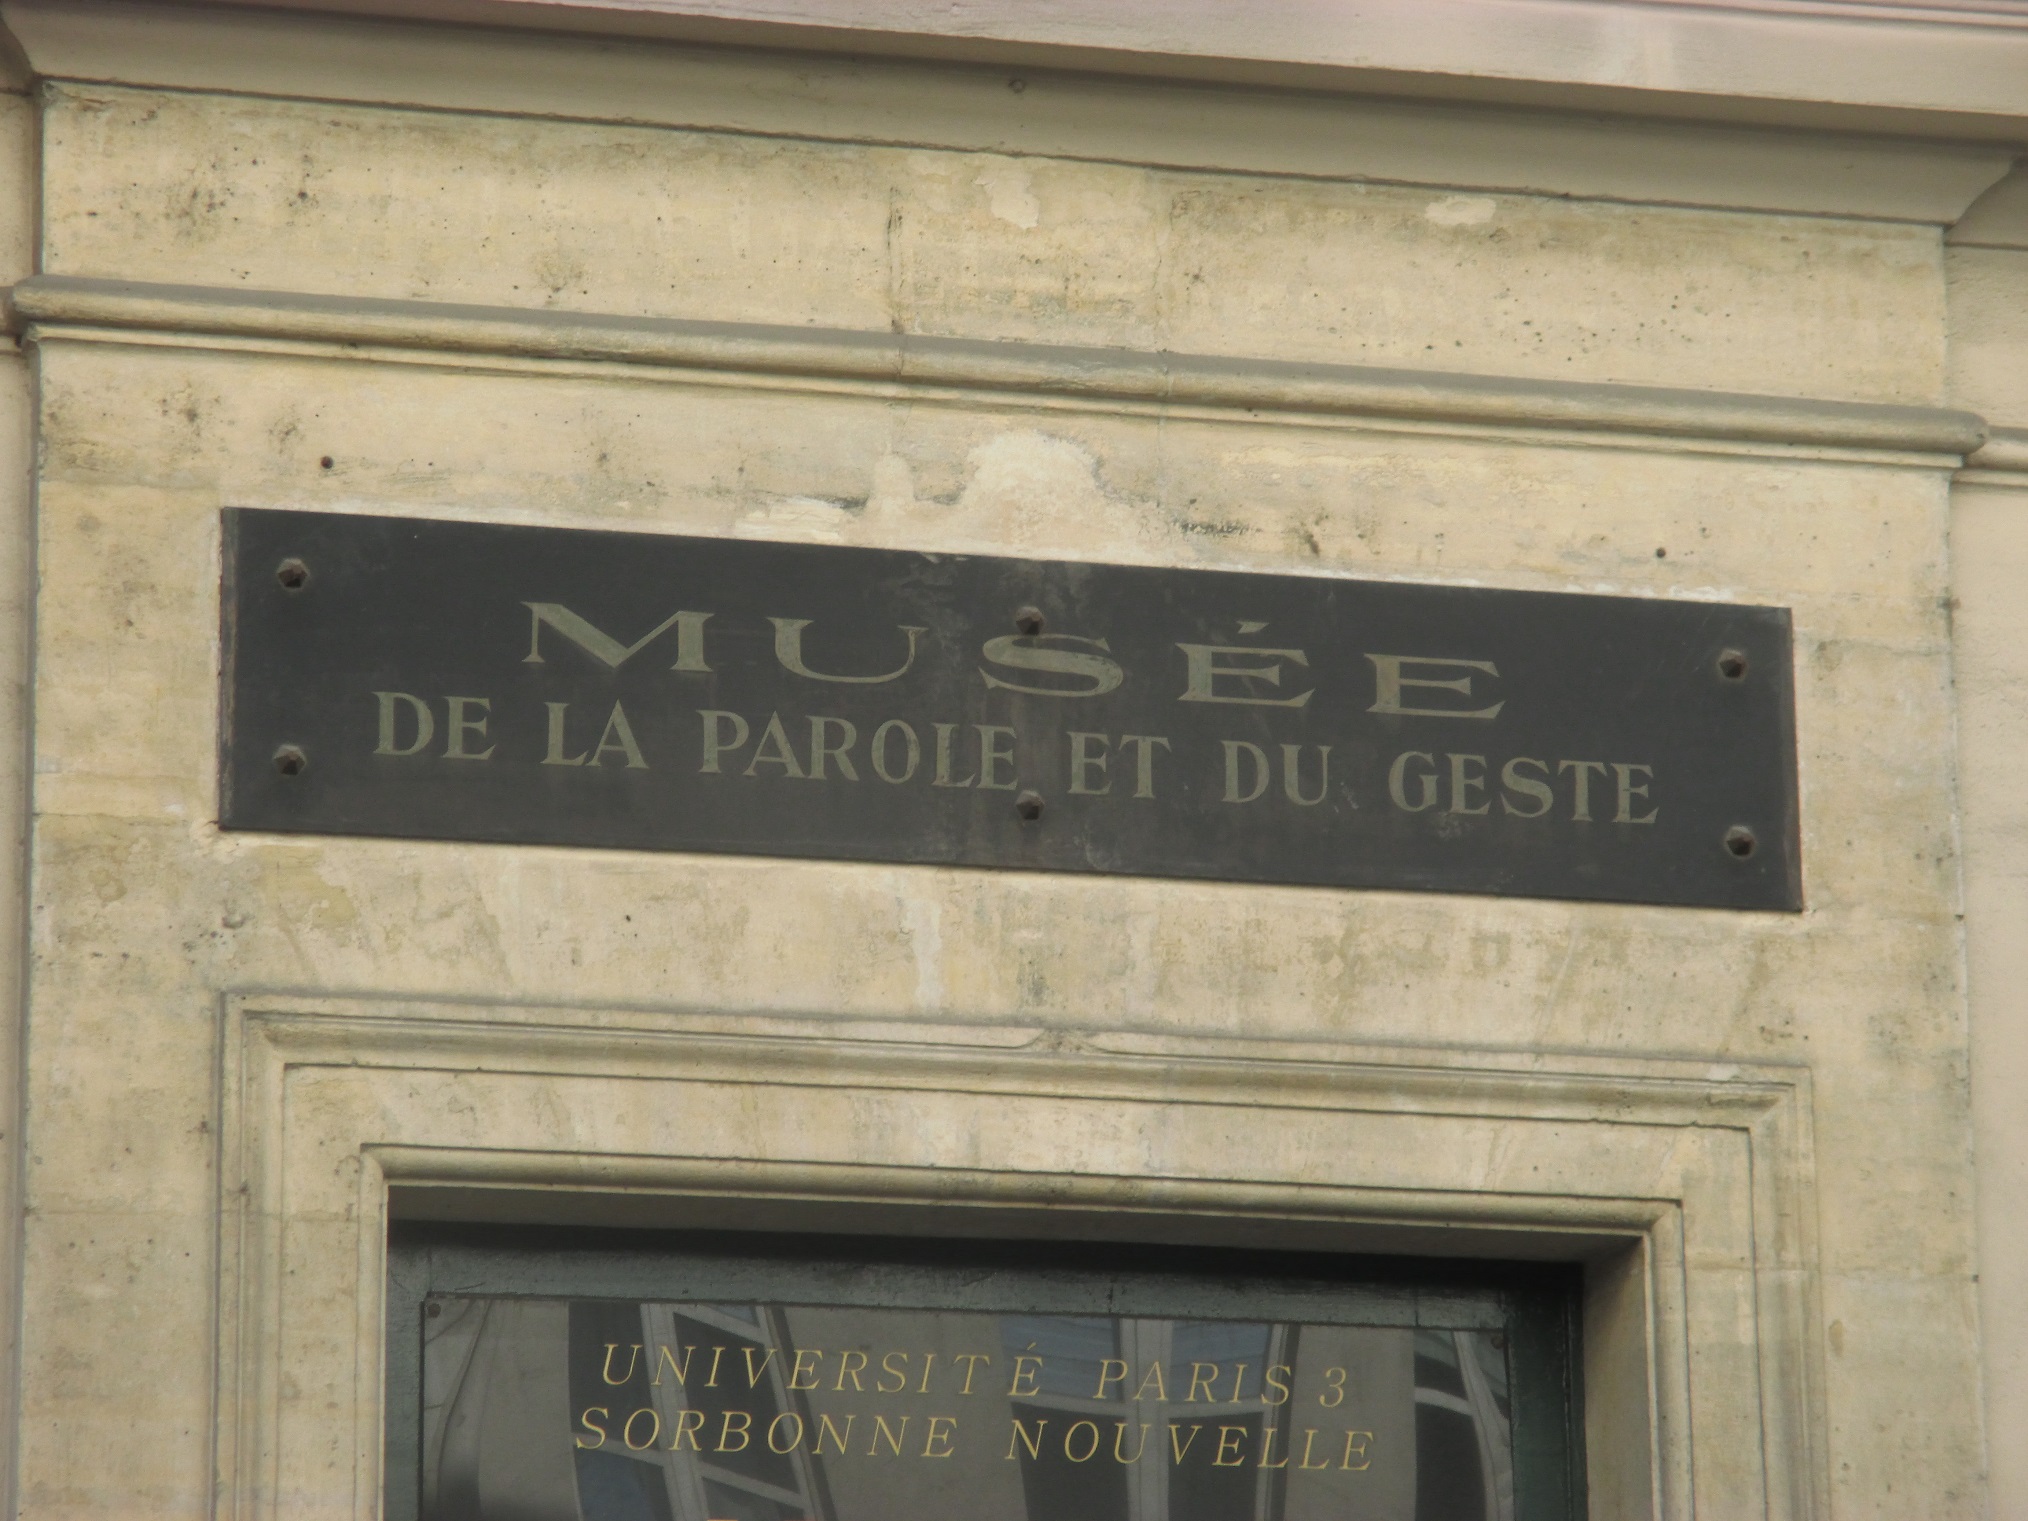 MUSÉE
DE LA PAROLE ET DU GESTE
UNIVERSITÉ PARIS 3
SORBONNE NOUVELLE